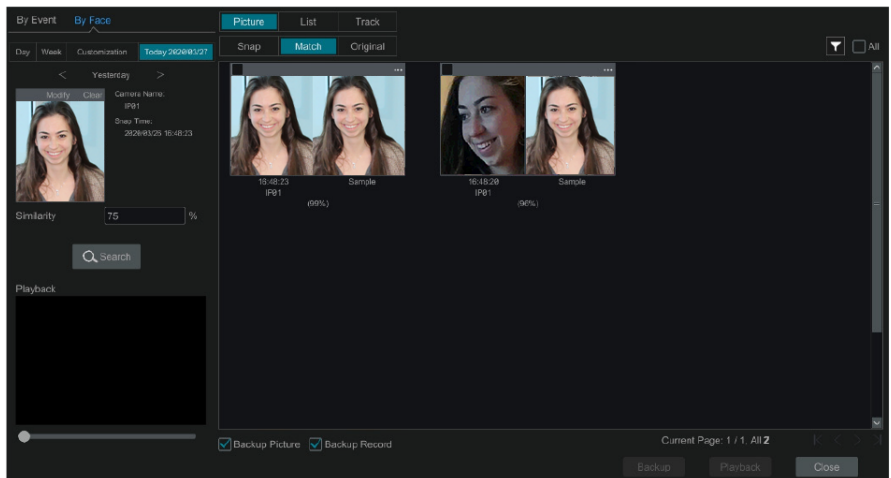 By Event By Face
Day Week Customization Today 2020/03/27
< Yesterday >
Modify Clear
Camera Name:
IP01
Snap Time:
2020/03/25 16:48:23
Similarity 75 %
Search
Playback
Picture List Track
Snap Match Original
All
16:48:23 Sample
IP01
(99%)
16:48:20 Sample
IP01
(96%)
Backup Picture Backup Record
Current Page: 1 / 1, All 2
Backup Playback Close